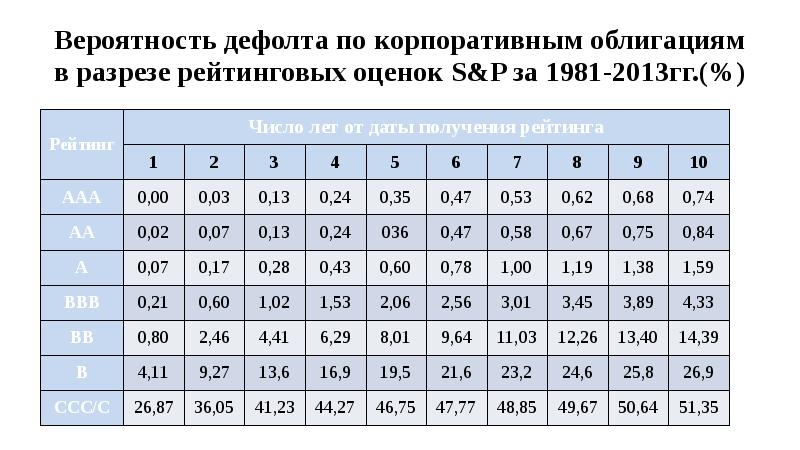 Вероятность дефолта по корпоративным облигациям
в разрезе рейтинговых оценок S&P за 1981-2013гг.(%)
Рейтинг Число лет от даты получения рейтинга
1 2 3 4 5 6 7 8 9 10
AAA 0,00 0,03 0,13 0,24 0,35 0,47 0,53 0,62 0,68 0,74
AA 0,02 0,07 0,13 0,24 036 0,47 0,58 0,67 0,75 0,84
A 0,07 0,17 0,28 0,43 0,60 0,78 1,00 1,19 1,38 1,59
BBB 0,21 0,60 1,02 1,53 2,06 2,56 3,01 3,45 3,89 4,33
BB 0,80 2,46 4,41 6,29 8,01 9,64 11,03 12,26 13,40 14,39
B 4,11 9,27 13,6 16,9 19,5 21,6 23,2 24,6 25,8 26,9
CCC/C 26,87 36,05 41,23 44,27 46,75 47,77 48,85 49,67 50,64 51,35